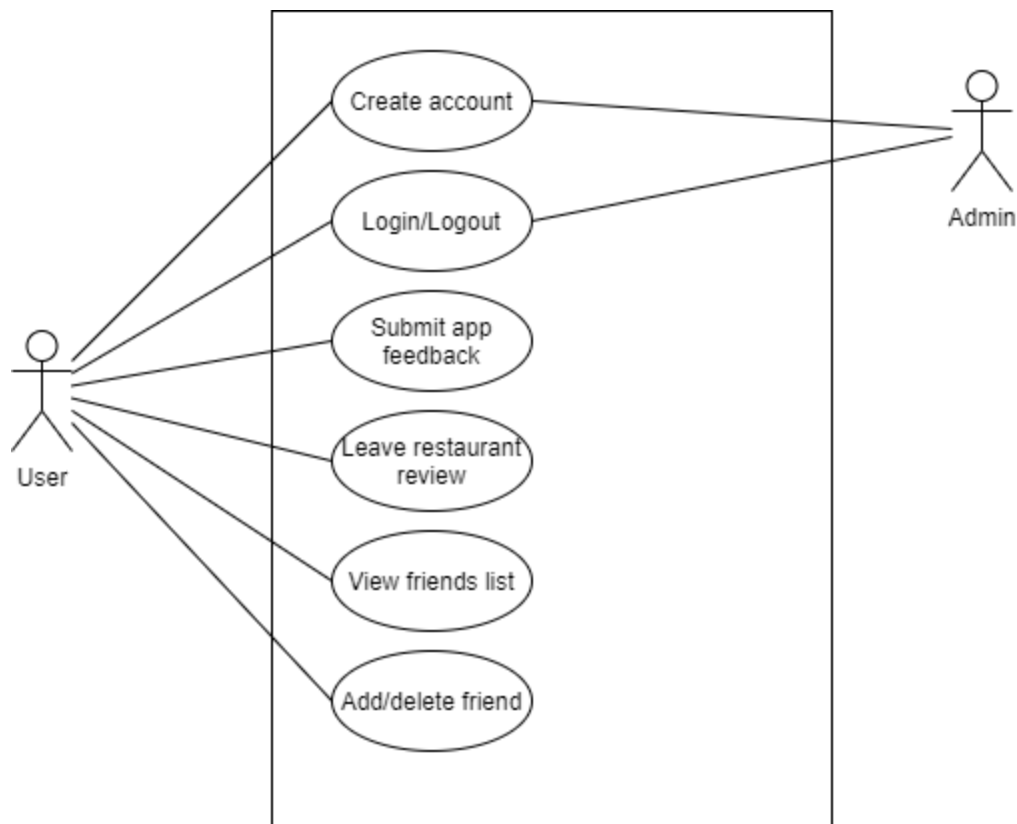 Create account
Login/Logout
Admin
Submit app
feedback
Leave restaurant
review
User
View friends list
Add/delete friend